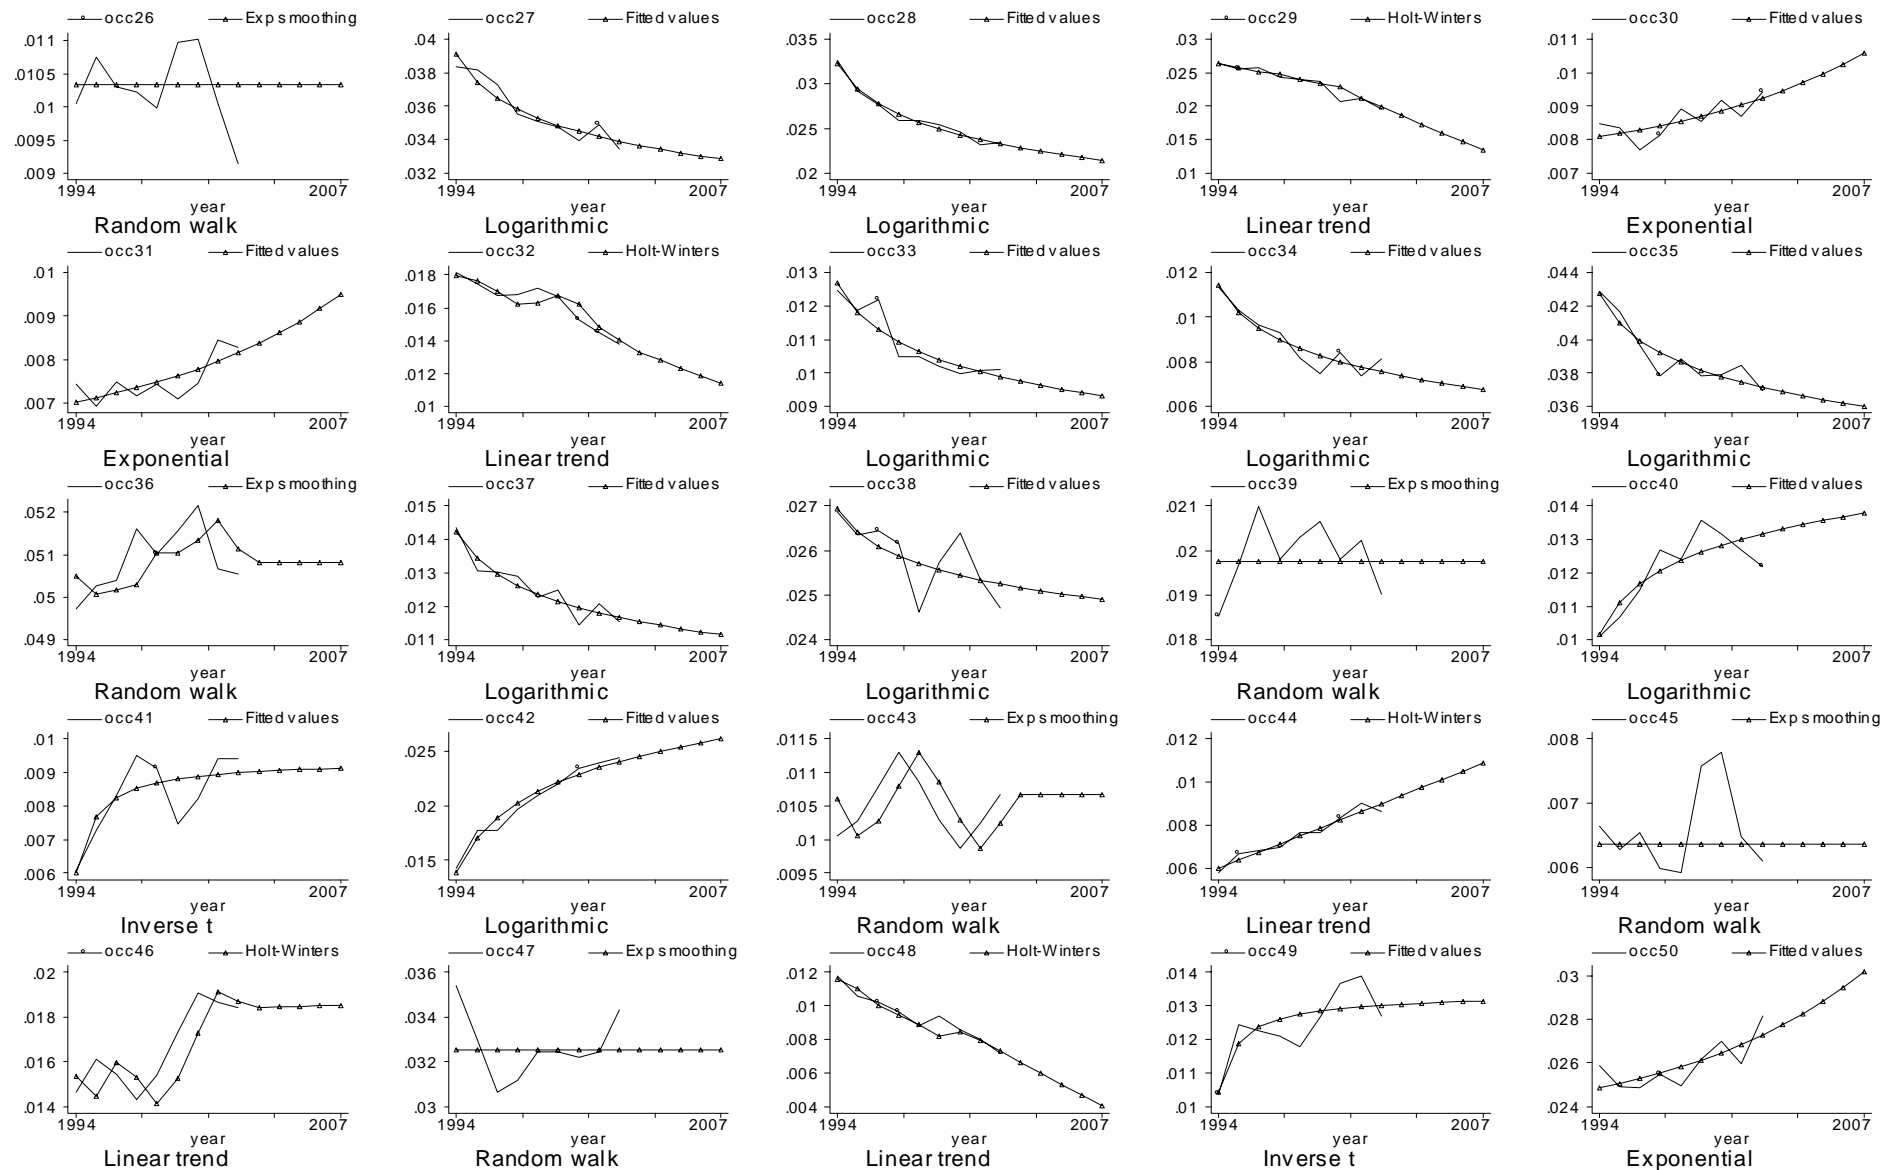 occ26 Exp smoothing occ27 Fitted values occ28 Fitted values occ29 Holt-Winters occ30 Fitted values
.011 .04 .035 .03 .011
.0105 .038 .03 .025 .01
.01 .036 .025 .02 .009
.0095 .034 .02 .015 .008
.009 .032 .01 .007
1994 2007 1994 2007 1994 2007 1994 2007 1994 2007
year year year year year
Random walk Logarithmic Logarithmic Linear trend Exponential
occ31 Fitted values occ32 Holt-Winters occ33 Fitted values occ34 Fitted values occ35 Fitted values
.01 .018 .013 .012 .044
.009 .016 .012 .01 .042
.008 .014 .011 .008 .04
.007 .012 .01 .006 .038
.01 .009 .036
1994 2007 1994 2007 1994 2007 1994 2007 1994 2007
year year year year year
Exponential Linear trend Logarithmic Logarithmic Logarithmic
occ36 Exp smoothing occ37 Fitted values occ38 Fitted values occ39 Exp smoothing occ40 Fitted values
.052 .015 .027 .021 .014
.051 .014 .026 .02 .013
.05 .013 .025 .019 .012
.049 .012 .024 .018 .011
.011 .01
1994 2007 1994 2007 1994 2007 1994 2007 1994 2007
year year year year year
Random walk Logarithmic Logarithmic Random walk Logarithmic
occ41 Fitted values occ42 Fitted values occ43 Exp smoothing occ44 Holt-Winters occ45 Exp smoothing
.01 .025 .0115 .012 .008
.009 .02 .011 .01 .007
.008 .015 .0105 .008 .006
.007 .01 .006
.006 .0095
1994 2007 1994 2007 1994 2007 1994 2007 1994 2007
year year year year year
Inverse t Logarithmic Random walk Linear trend Random walk
occ46 Holt-Winters occ47 Exp smoothing occ48 Holt-Winters occ49 Fitted values occ50 Fitted values
.02 .036 .012 .014 .03
.018 .034 .01 .013 .028
.016 .032 .008 .012 .026
.014 .03 .006 .011 .024
.004 .01
1994 2007 1994 2007 1994 2007 1994 2007 1994 2007
year year year year year
Linear trend Random walk Linear trend Inverse t Exponential